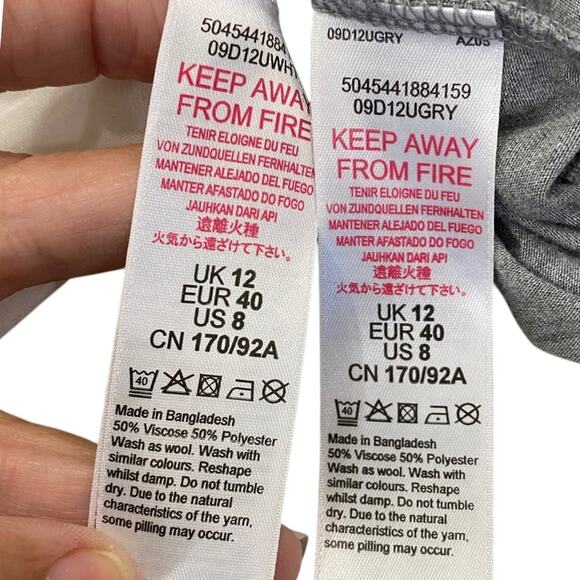 5045441884
09D12UWH
KEEP AWAY
FROM FIRE
TENIR ELOIGNE DU FEU
VON ZUNDQUELLEN FERNHALTEN
MANTENER ALEJADO DEL FUEGO
MANTER AFASTADO DO FOGO
JAUHKAN DARI API
遠離火種
火気から遠ざけて下さい。
UK 12
EUR 40
US 8
CN 170/92A
40
Made in Bangladesh
50% Viscose 50% Polyester
Wash as wool. Wash with
similar colours. Reshape
whilst damp. Do not tumble
dry. Due to the natural
characteristics of the yarn,
some pilling may occur.
09D12UGRY AZ05
5045441884159
09D12UGRY
KEEP AWAY
FROM FIRE
TENIR ELOIGNE DU FEU
VON ZUNDQUELLEN FERNHALTEN
MANTENER ALEJADO DEL FUEGO
MANTER AFASTADO DO FOGO
JAUHKAN DARI API
遠離火種
火気から遠ざけて下さい。
UK 12
EUR 40
US 8
CN 170/92A
40
Made in Bangladesh
50% Viscose 50% Polyester
Wash as wool. Wash with
similar colours. Reshape
whilst damp. Do not tumble
dry. Due to the natural
characteristics of the yarn,
some pilling may occur.